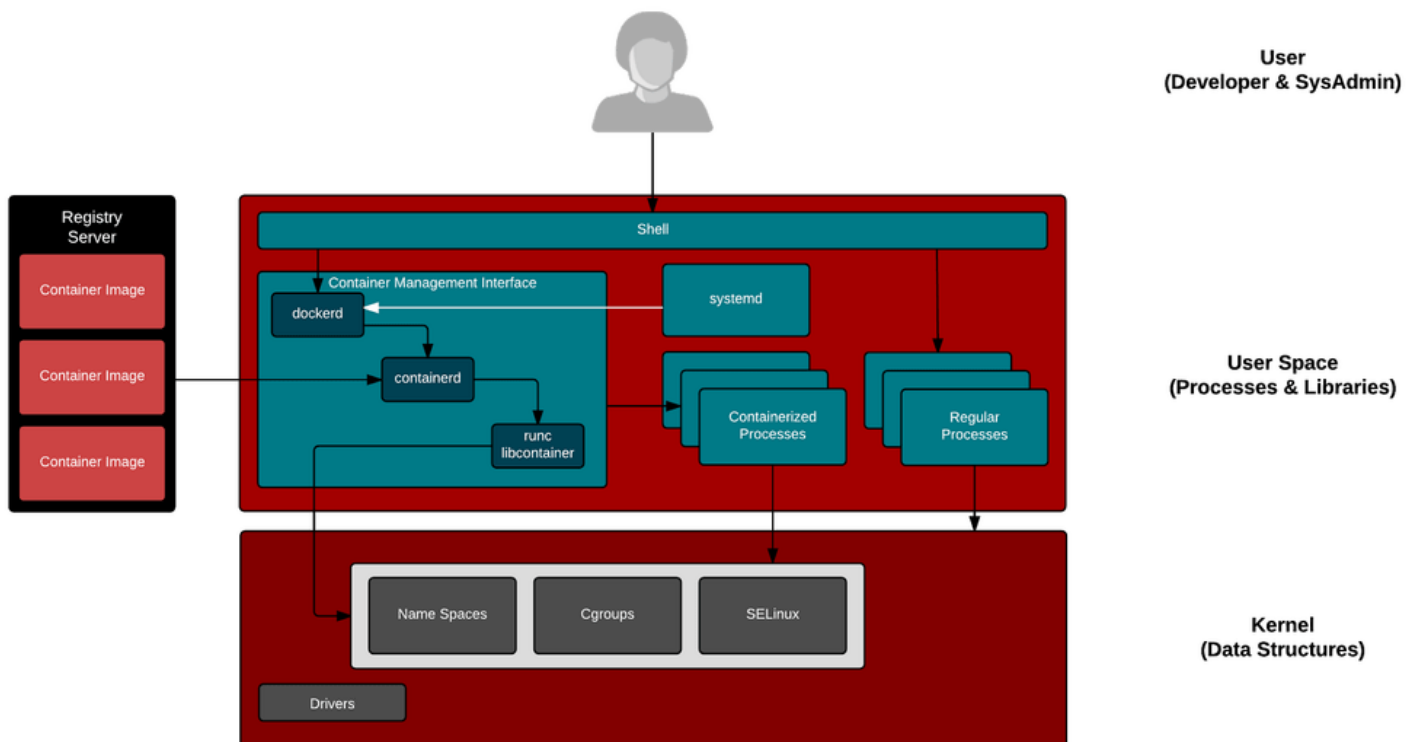 User
(Developer & SysAdmin)
Registry
Server
Container Image
Container Image
Container Image
Shell
Container Management Interface
dockerd
containerd
runc
libcontainer
systemd
Containerized
Processes
Regular
Processes
User Space
(Processes & Libraries)
Name Spaces
Cgroups
SELinux
Drivers
Kernel
(Data Structures)